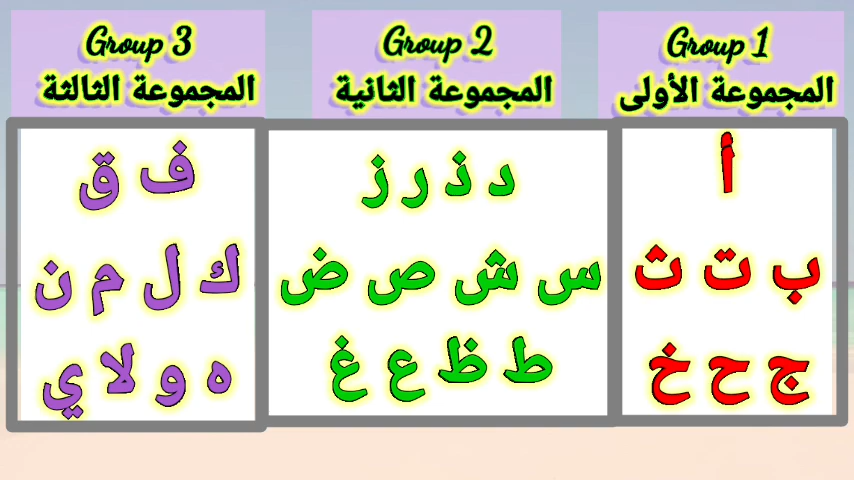 Group 1
المجموعة الأولى
أ
ب ت ث
ج ح خ
Group 2
المجموعة الثانية
د ذ ر ز
س ش ص ض
ط ظ ع غ
Group 3
المجموعة الثالثة
ف ق
ك ل م ن
ه و لا ي